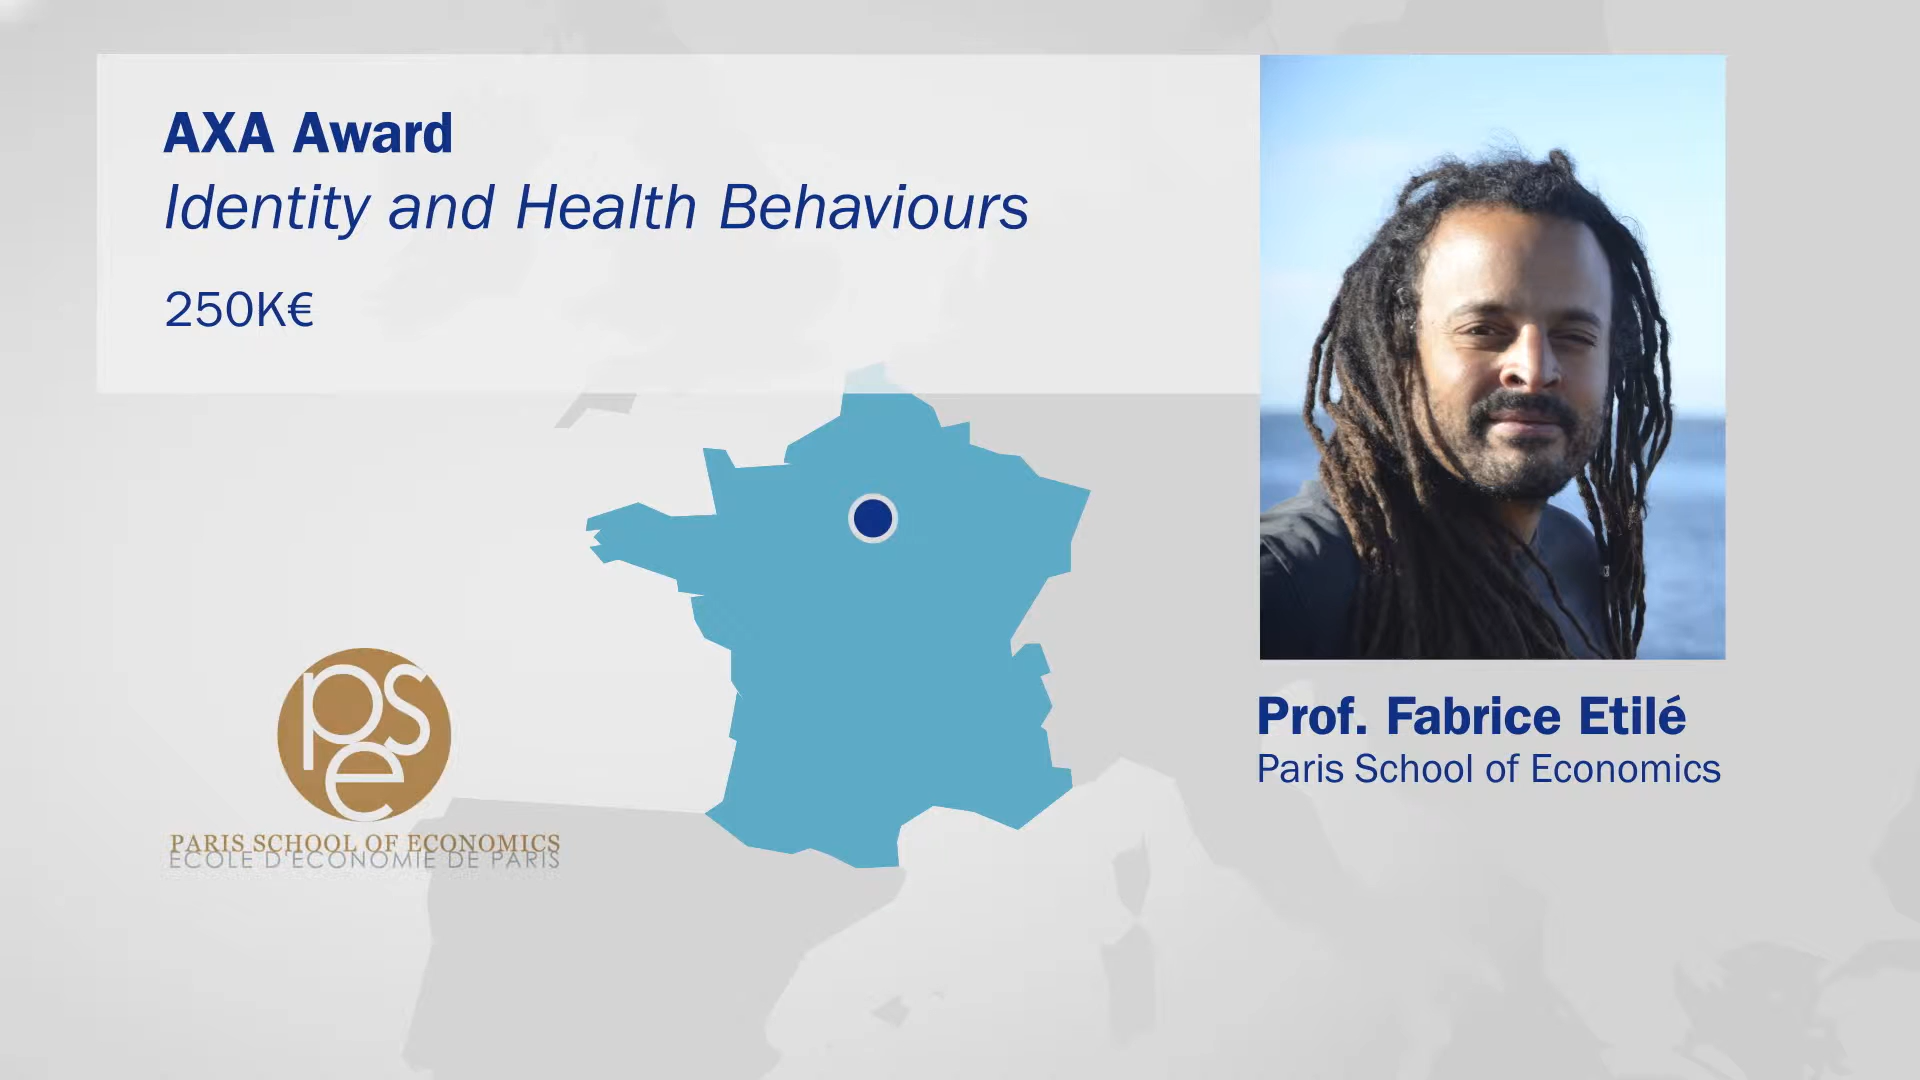 AXA Award
Identity and Health Behaviours
250K€
Prof. Fabrice Etilé
Paris School of Economics
pse
PARIS SCHOOL OF ECONOMICS
ECOLE D'ECONOMIE DE PARIS